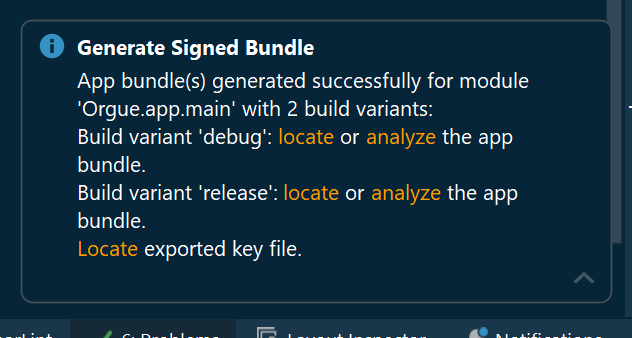 Generate Signed Bundle
App bundle(s) generated successfully for module
'Orgue.app.main' with 2 build variants:
Build variant 'debug': locate or analyze the app
bundle.
Build variant 'release': locate or analyze the app
bundle.
Locate exported key file.
6: Problems Layout Inspector Notifications